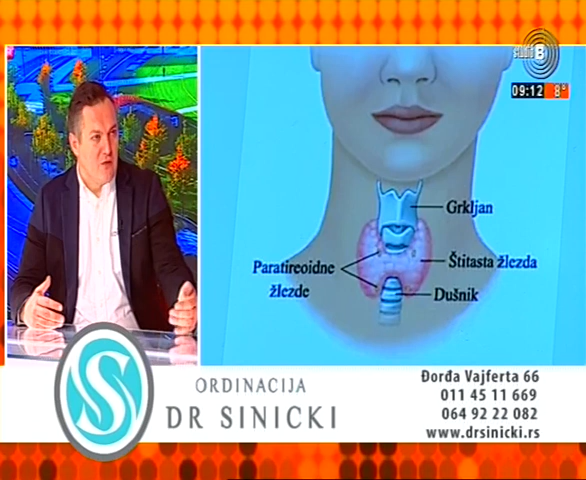 STUDIO
B
09:12 8°
Grkljan
Paratireoidne
žlezde
Štitasta žlezda
Dušnik
S
ORDINACIJA
DR SINICKI
Đorđa Vajferta 66
011 45 11 669
064 92 22 082
www.drsinicki.rs